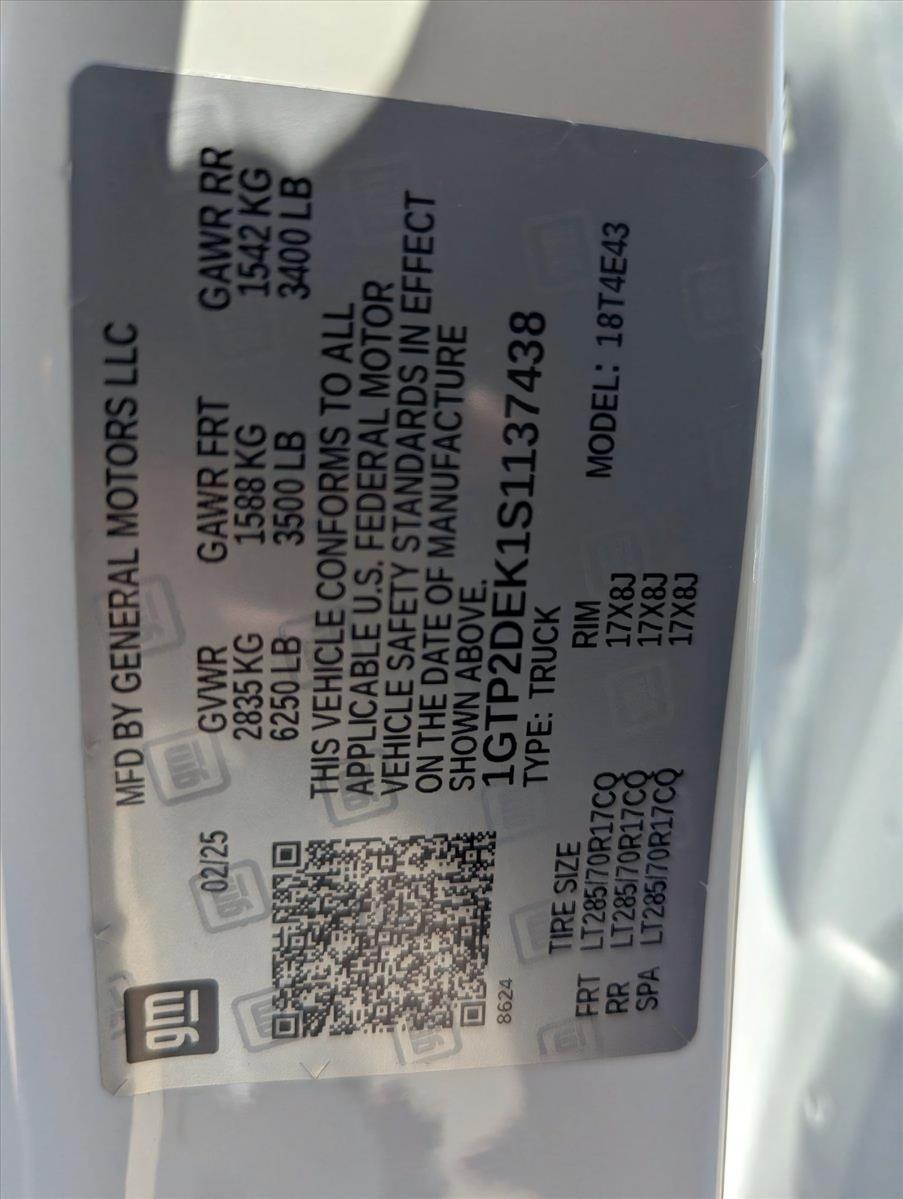 gm
MFD BY GENERAL MOTORS LLC
02/25
GVWR GAWR FRT GAWR RR
2835 KG 1588 KG 1542 KG
6250 LB 3500 LB 3400 LB
THIS VEHICLE CONFORMS TO ALL
APPLICABLE U.S. FEDERAL MOTOR
VEHICLE SAFETY STANDARDS IN EFFECT
ON THE DATE OF MANUFACTURE
SHOWN ABOVE.
1GTP2DEK1S1137438
8624
TYPE: TRUCK
TIRE SIZE RIM
FRT LT285/70R17CQ 17X8J MODEL: 18T4E43
RR LT285/70R17CQ 17X8J
SPA LT285/70R17CQ 17X8J